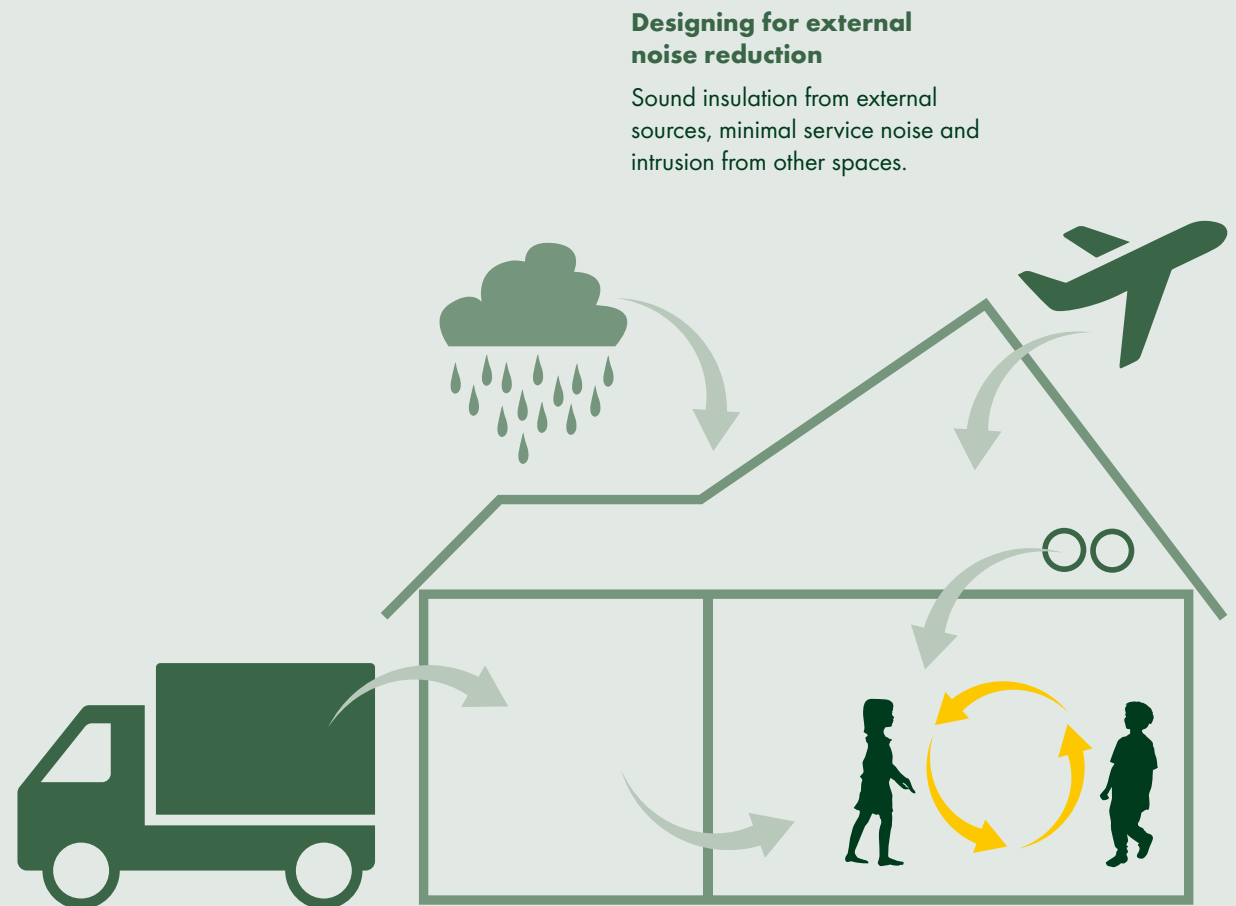 Designing for external
noise reduction
Sound insulation from external
sources, minimal service noise and
intrusion from other spaces.